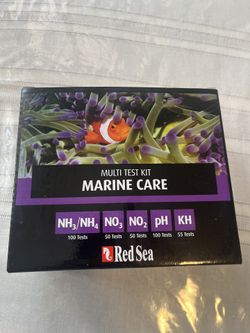 MULTI TEST KIT
MARINE CARE
NH₃/NH₄ NO₃ NO₂ pH KH
100 Tests 50 Tests 50 Tests 100 Tests 55 Tests
Red Sea